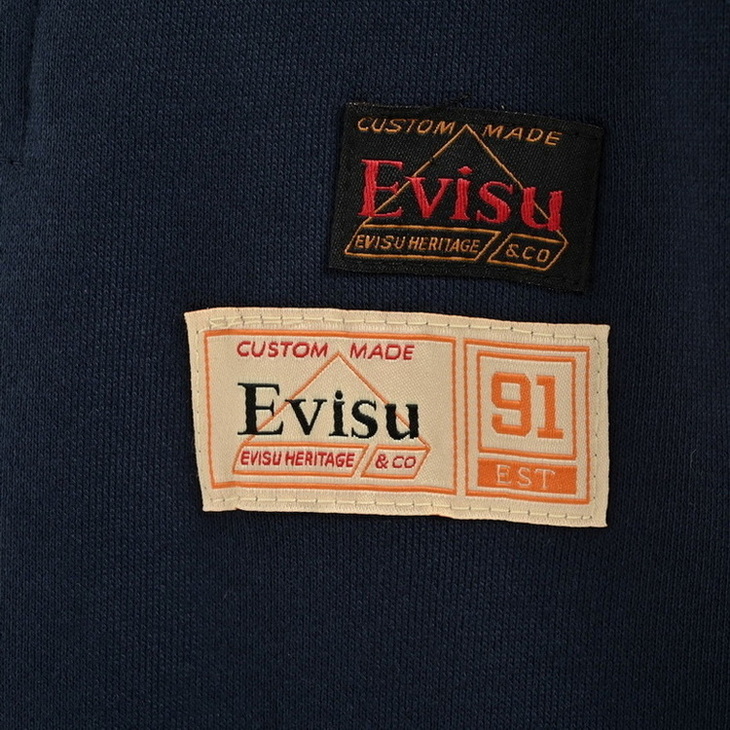 CUSTOM MADE
Evisu
EVISU HERITAGE & CO
CUSTOM MADE
Evisu
EVISU HERITAGE & CO
91
EST